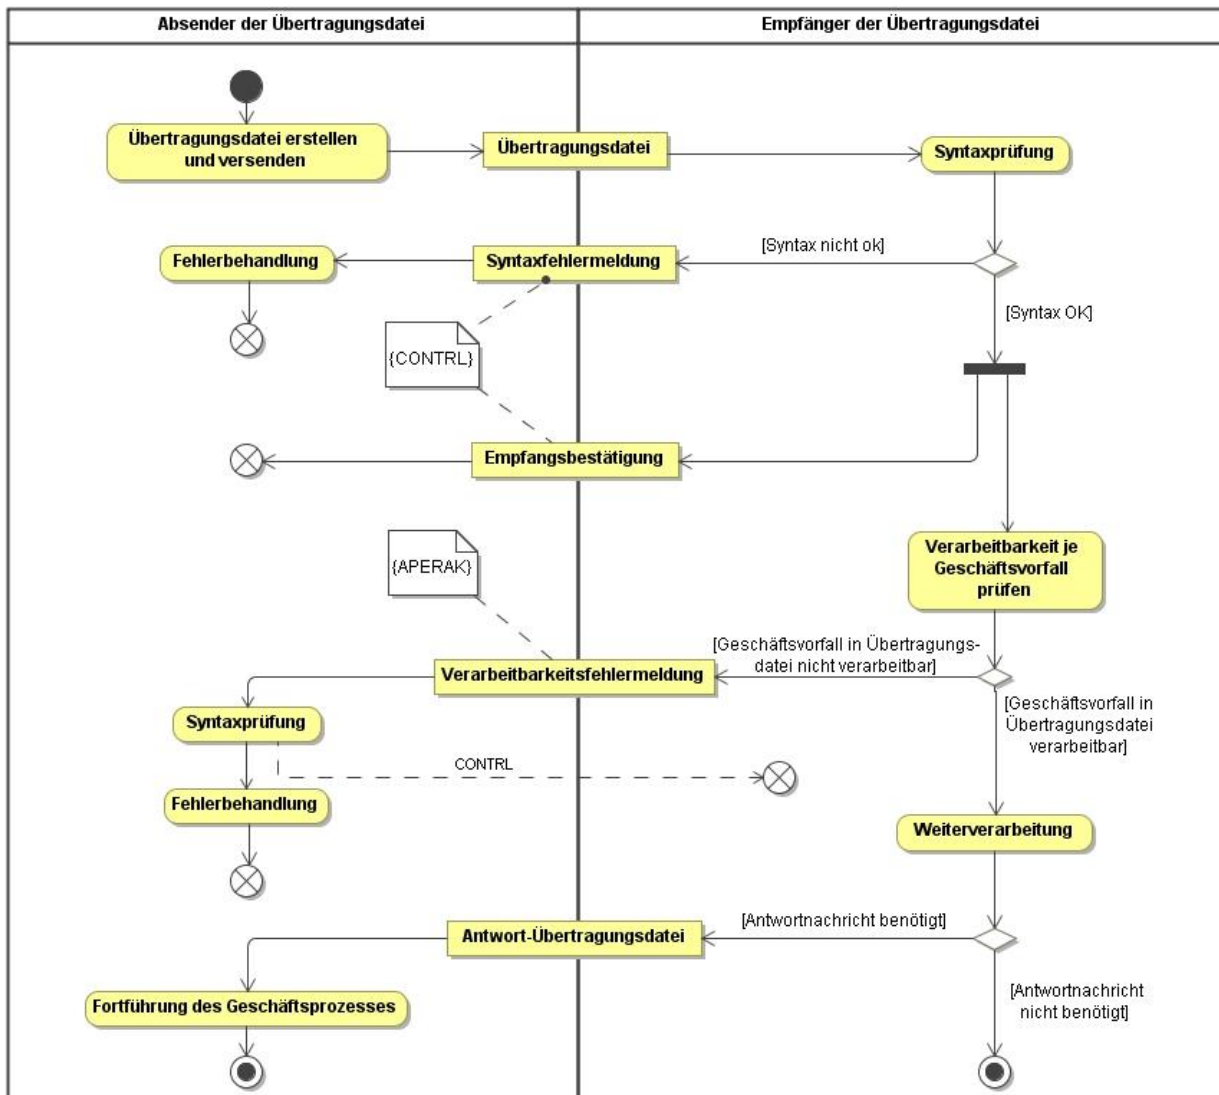 Absender der Übertragungsdatei
Empfänger der Übertragungsdatei
Übertragungsdatei erstellen
und versenden
Übertragungsdatei
Syntaxprüfung
[Syntax nicht ok]
Fehlerbehandlung
Syntaxfehlermeldung
[Syntax OK]
{CONTRL}
Empfangsbestätigung
{APERAK}
Verarbeitbarkeit je
Geschäftsvorfall
prüfen
[Geschäftsvorfall in Übertragungs-
datei nicht verarbeitbar]
Verarbeitbarkeitsfehlermeldung
[Geschäftsvorfall in
Übertragungsdatei
verarbeitbar]
Syntaxprüfung
CONTRL
Fehlerbehandlung
Weiterverarbeitung
[Antwortnachricht benötigt]
Antwort-Übertragungsdatei
[Antwortnachricht
nicht benötigt]
Fortführung des Geschäftsprozesses